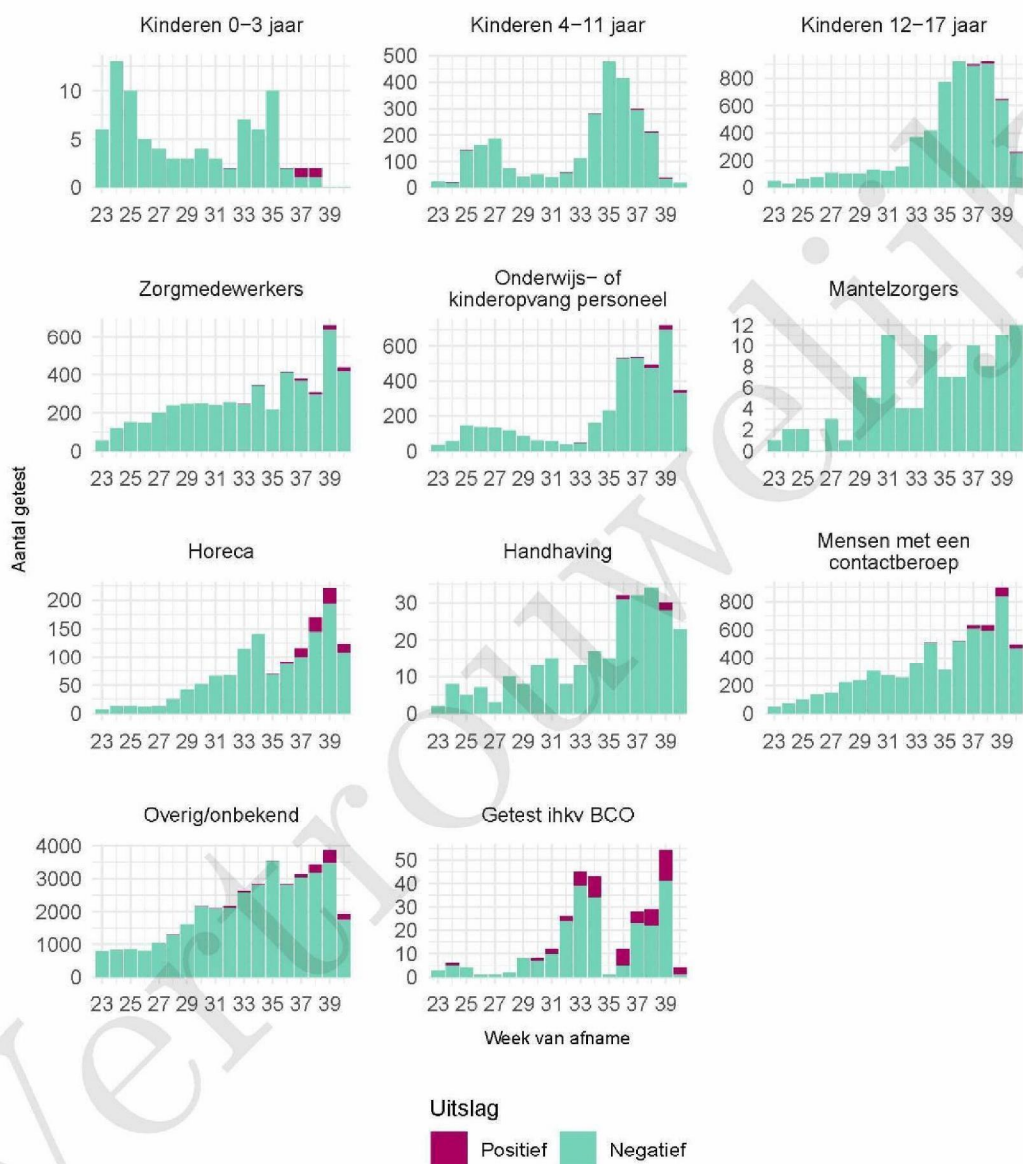 Kinderen 0−3 jaar
10
5
0
23 25 27 29 31 33 35 37 39
Kinderen 4−11 jaar
500
400
300
200
100
0
23 25 27 29 31 33 35 37 39
Kinderen 12−17 jaar
800
600
400
200
0
23 25 27 29 31 33 35 37 39
Zorgmedewerkers
600
400
200
0
23 25 27 29 31 33 35 37 39
Onderwijs− of
kinderopvang personeel
600
400
200
0
23 25 27 29 31 33 35 37 39
Mantelzorgers
12
10
8
6
4
2
0
23 25 27 29 31 33 35 37 39
Aantal getest
Horeca
200
150
100
50
0
23 25 27 29 31 33 35 37 39
Handhaving
30
20
10
0
23 25 27 29 31 33 35 37 39
Mensen met een
contactberoep
800
600
400
200
0
23 25 27 29 31 33 35 37 39
Overig/onbekend
4000
3000
2000
1000
0
23 25 27 29 31 33 35 37 39
Getest ihkv BCO
50
40
30
20
10
0
23 25 27 29 31 33 35 37 39
Week van afname
Uitslag
Positief Negatief
Vertrouwelijk